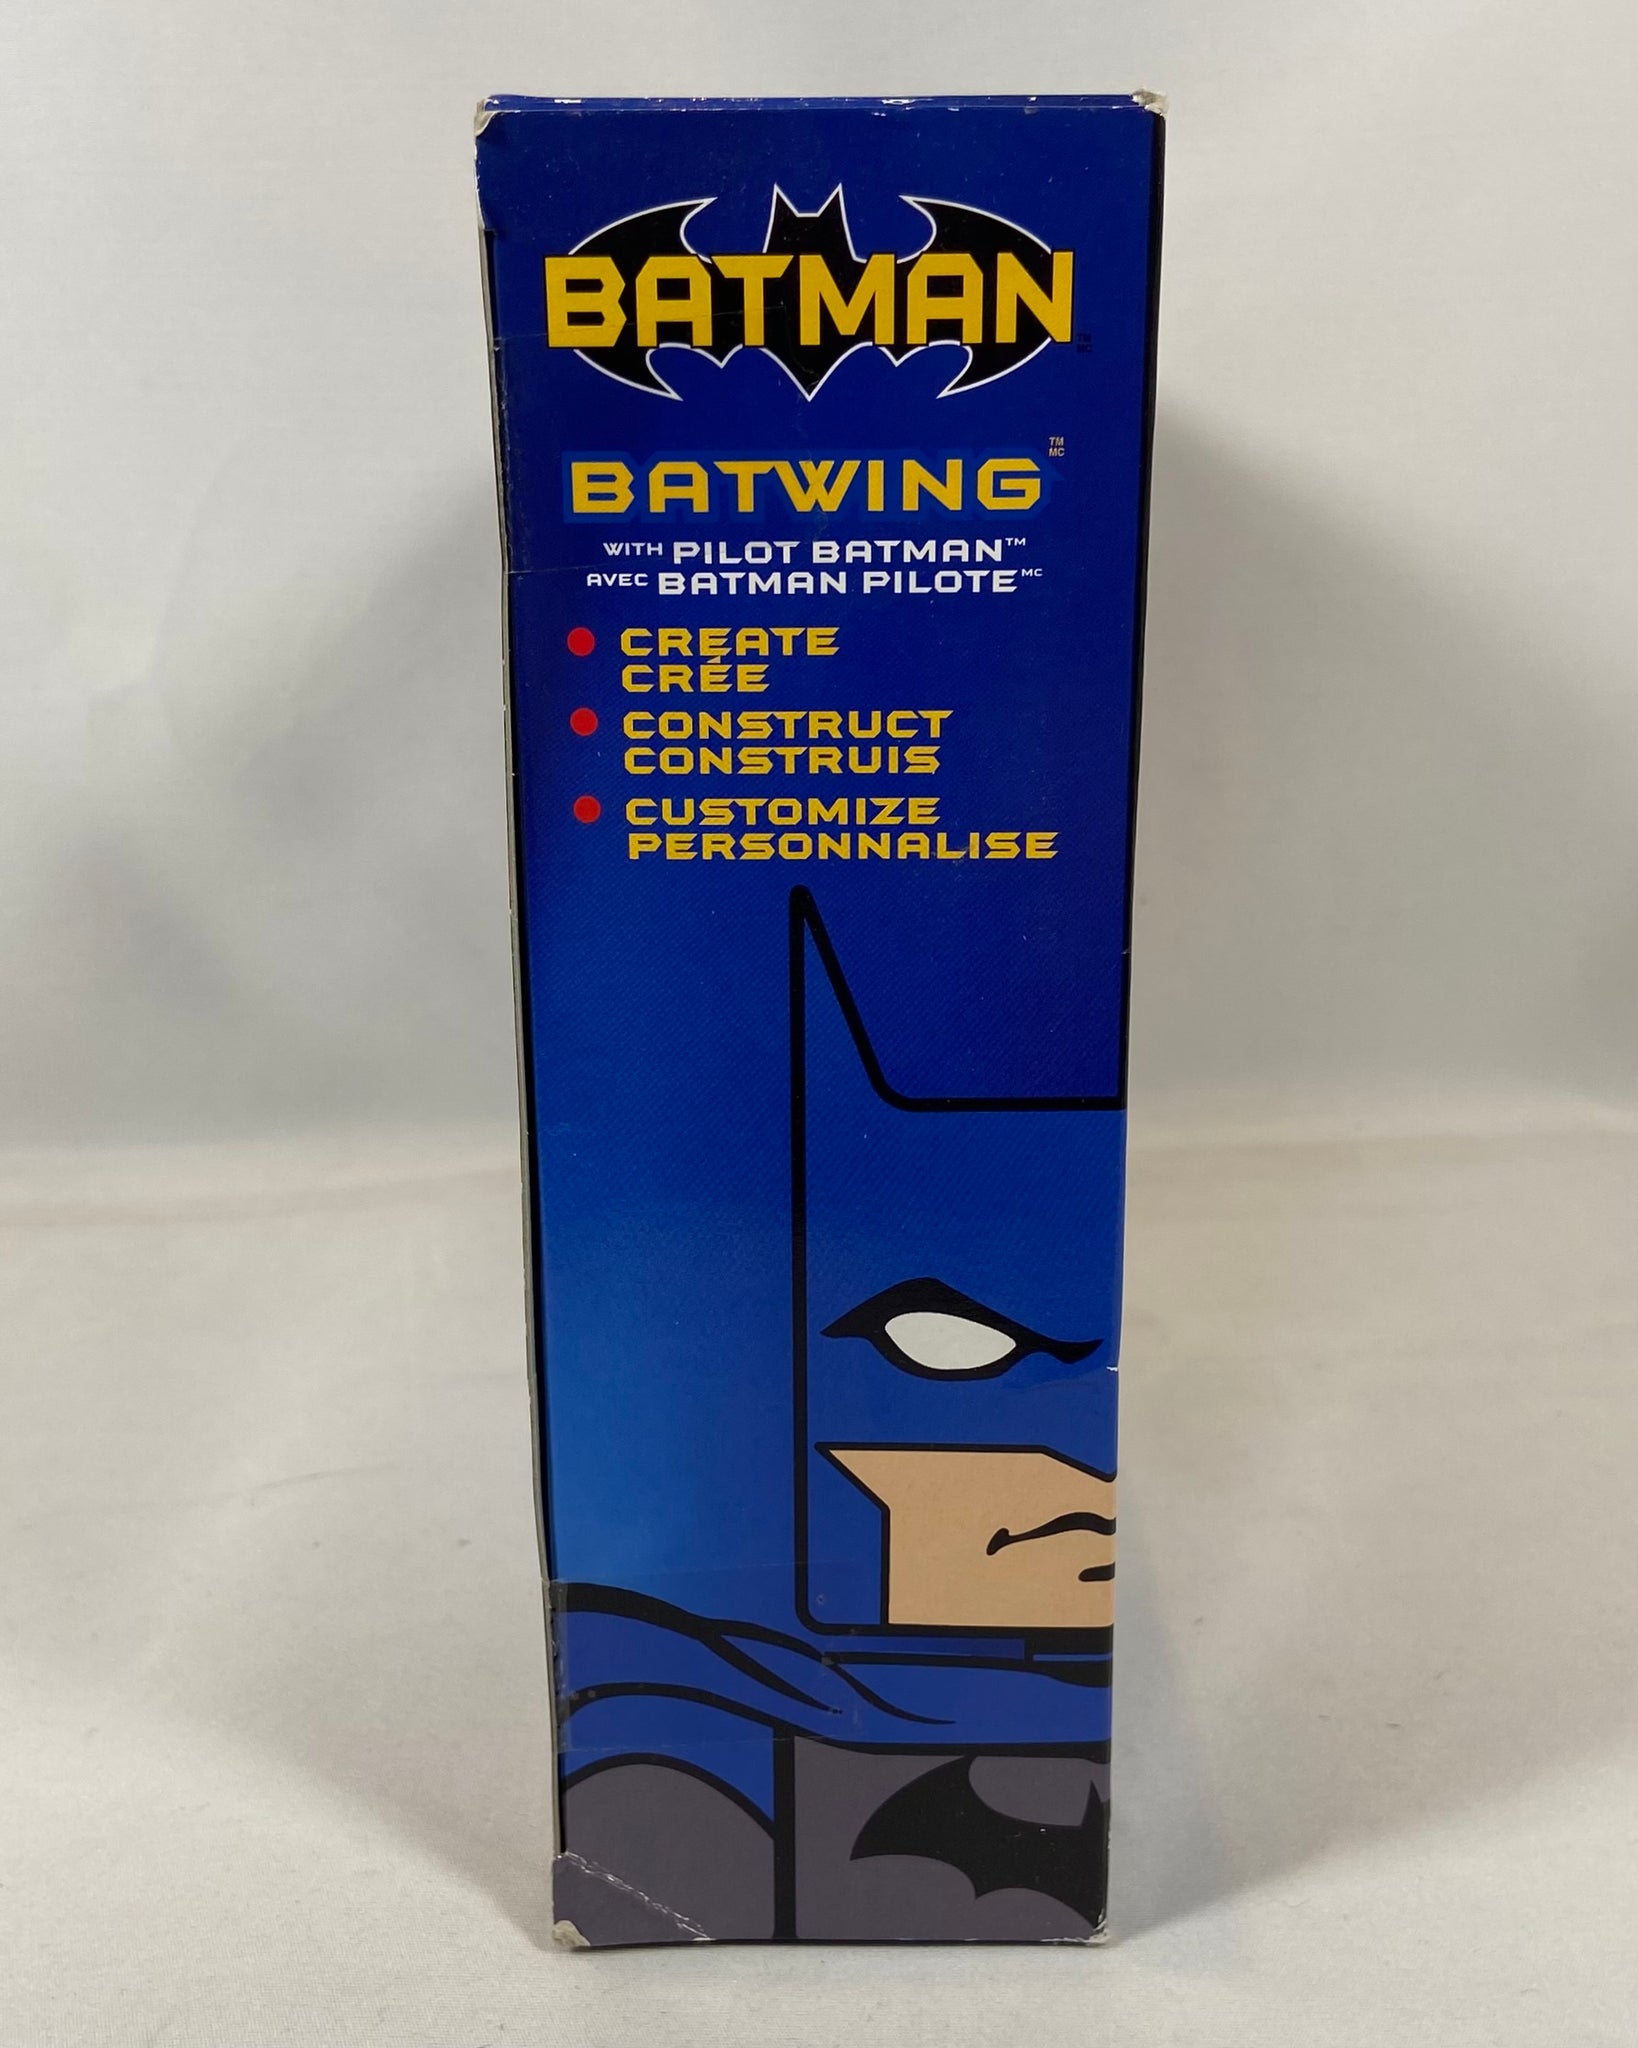 BATMAN TM MC
BATWING TM MC
WITH PILOT BATMAN™
AVEC BATMAN PILOTE MC
CREATE
CRÉE
CONSTRUCT
CONSTRUIS
CUSTOMIZE
PERSONNALISE